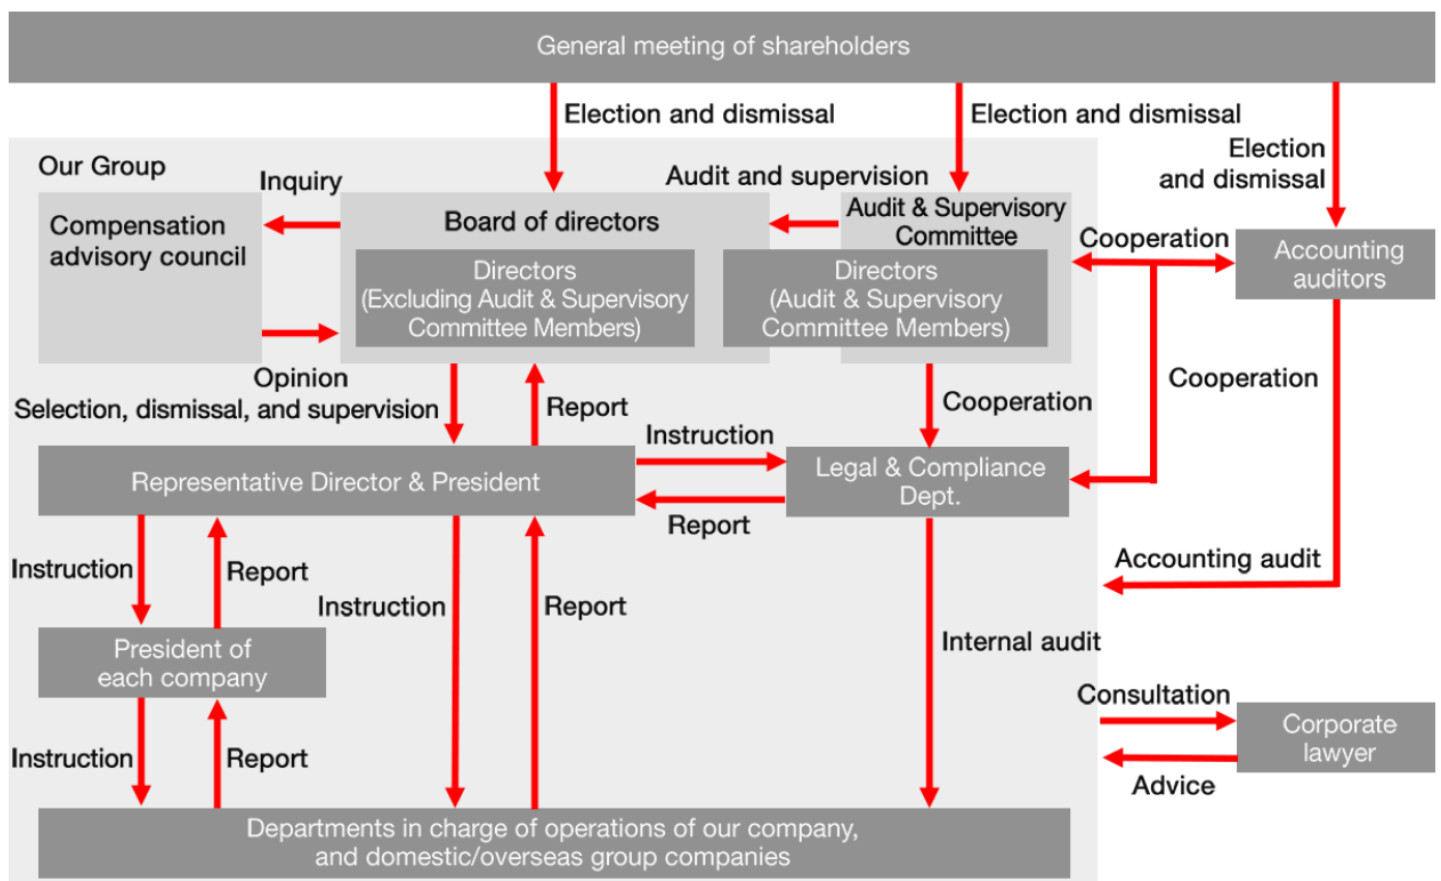 General meeting of shareholders
Election and dismissal
Election and dismissal
Election
and dismissal
Our Group
Inquiry
Audit and supervision
Compensation
advisory council
Board of directors
Audit & Supervisory
Committee
Cooperation
Accounting
auditors
Directors
(Excluding Audit & Supervisory
Committee Members)
Directors
(Audit & Supervisory
Committee Members)
Opinion
Selection, dismissal, and supervision
Report
Cooperation
Cooperation
Instruction
Representative Director & President
Legal & Compliance
Dept.
Report
Instruction
Report
Instruction
Report
Accounting audit
Internal audit
President of
each company
Consultation
Corporate
lawyer
Advice
Instruction
Report
Departments in charge of operations of our company,
and domestic/overseas group companies